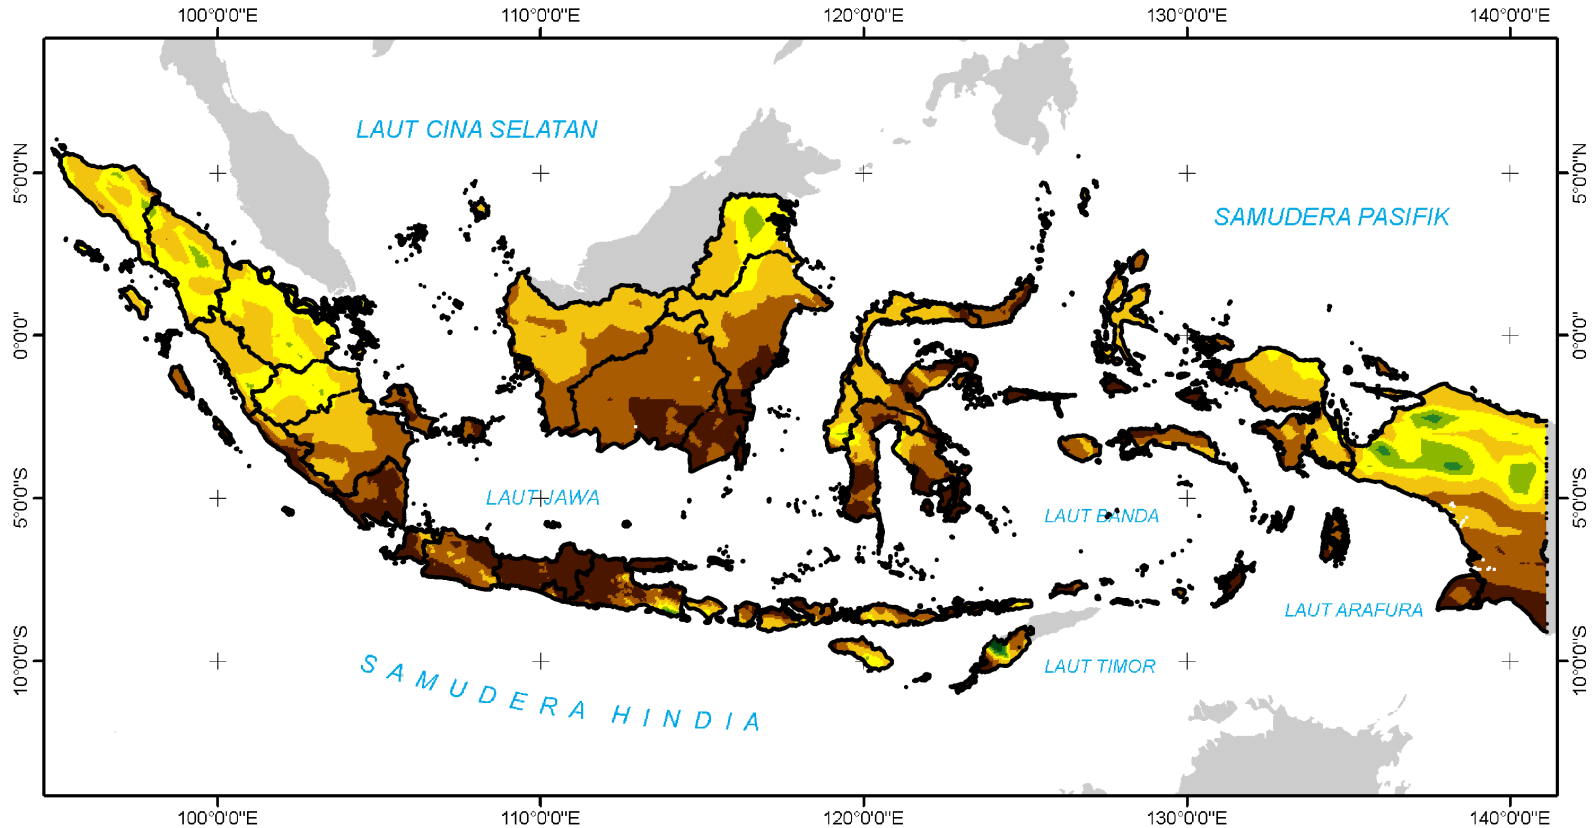 100°0'0"E 110°0'0"E 120°0'0"E 130°0'0"E 140°0'0"E
LAUT CINA SELATAN
5°0'0"N 5°0'0"N
SAMUDERA PASIFIK
0°0'0" 0°0'0"
LAUT JAWA
5°0'0"S 5°0'0"S
LAUT BANDA
LAUT ARAFURA
10°0'0"S 10°0'0"S
LAUT TIMOR
SAMUDERA HINDIA
100°0'0"E 110°0'0"E 120°0'0"E 130°0'0"E 140°0'0"E